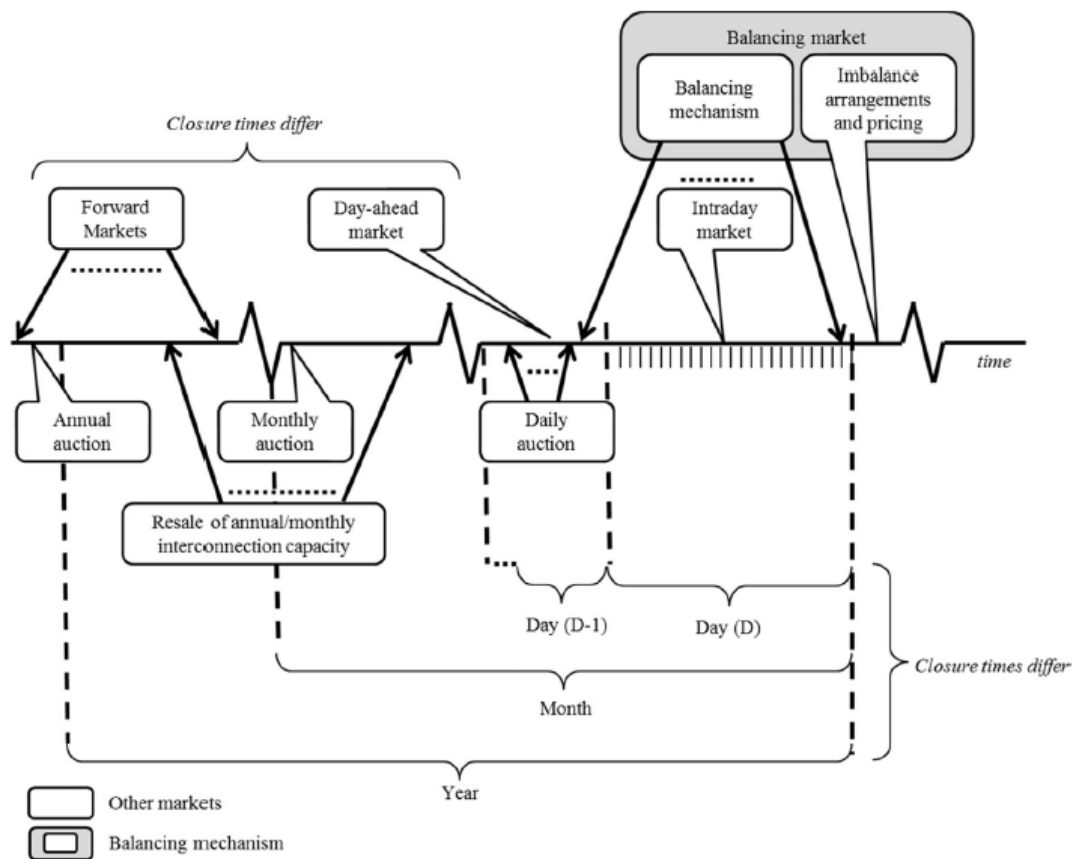 Balancing market
Balancing
mechanism
Imbalance
arrangements
and pricing
Closure times differ
Forward
Markets
Day-ahead
market
Intraday
market
time
Annual
auction
Monthly
auction
Daily
auction
Resale of annual/monthly
interconnection capacity
Day (D-1)
Day (D)
Closure times differ
Month
Year
Other markets
Balancing mechanism